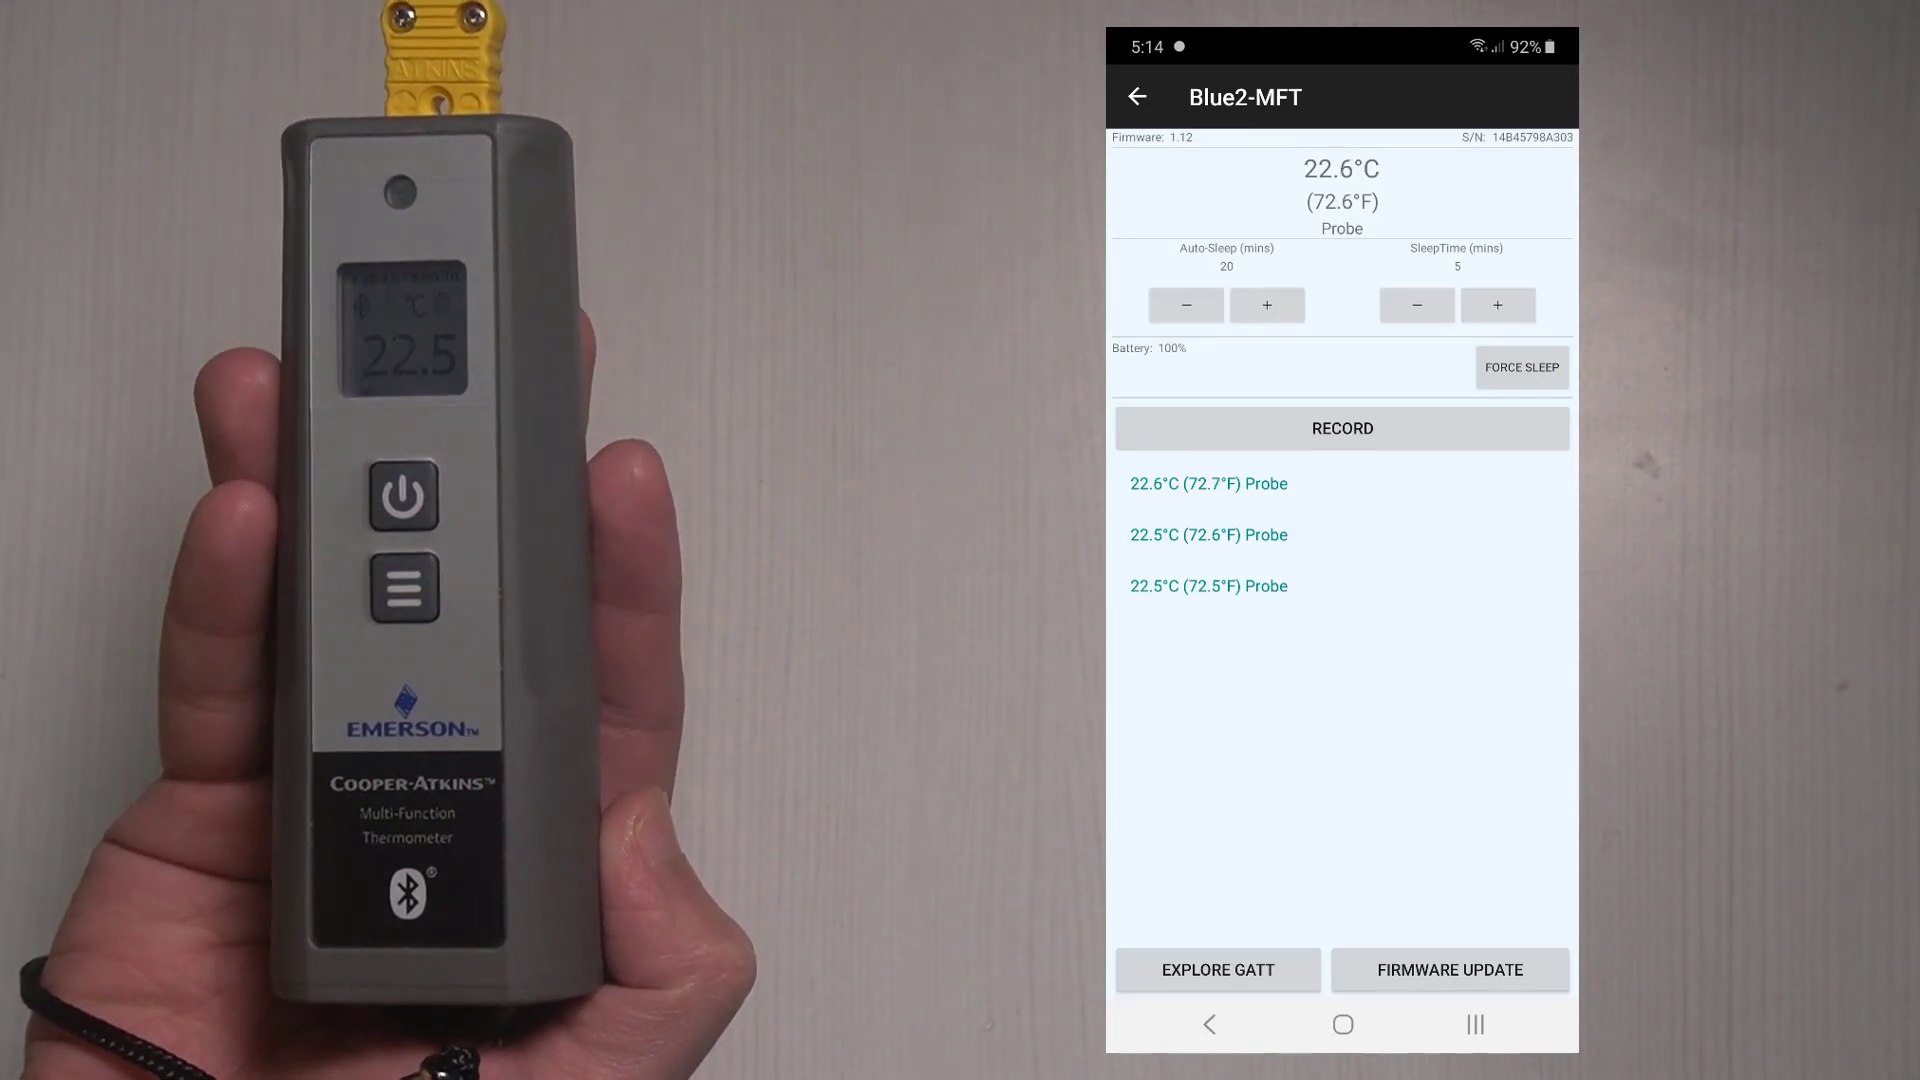 ATKINS
°C
22.5
EMERSON™
COOPER-ATKINS™
Multi-Function
Thermometer
®
5:14
92%
Blue2-MFT
Firmware: 1.12
S/N: 14B45798A303
22.6°C
(72.6°F)
Probe
Auto-Sleep (mins)
SleepTime (mins)
20
5
− +
− +
Battery: 100%
FORCE SLEEP
RECORD
22.6°C (72.7°F) Probe
22.5°C (72.6°F) Probe
22.5°C (72.5°F) Probe
EXPLORE GATT
FIRMWARE UPDATE